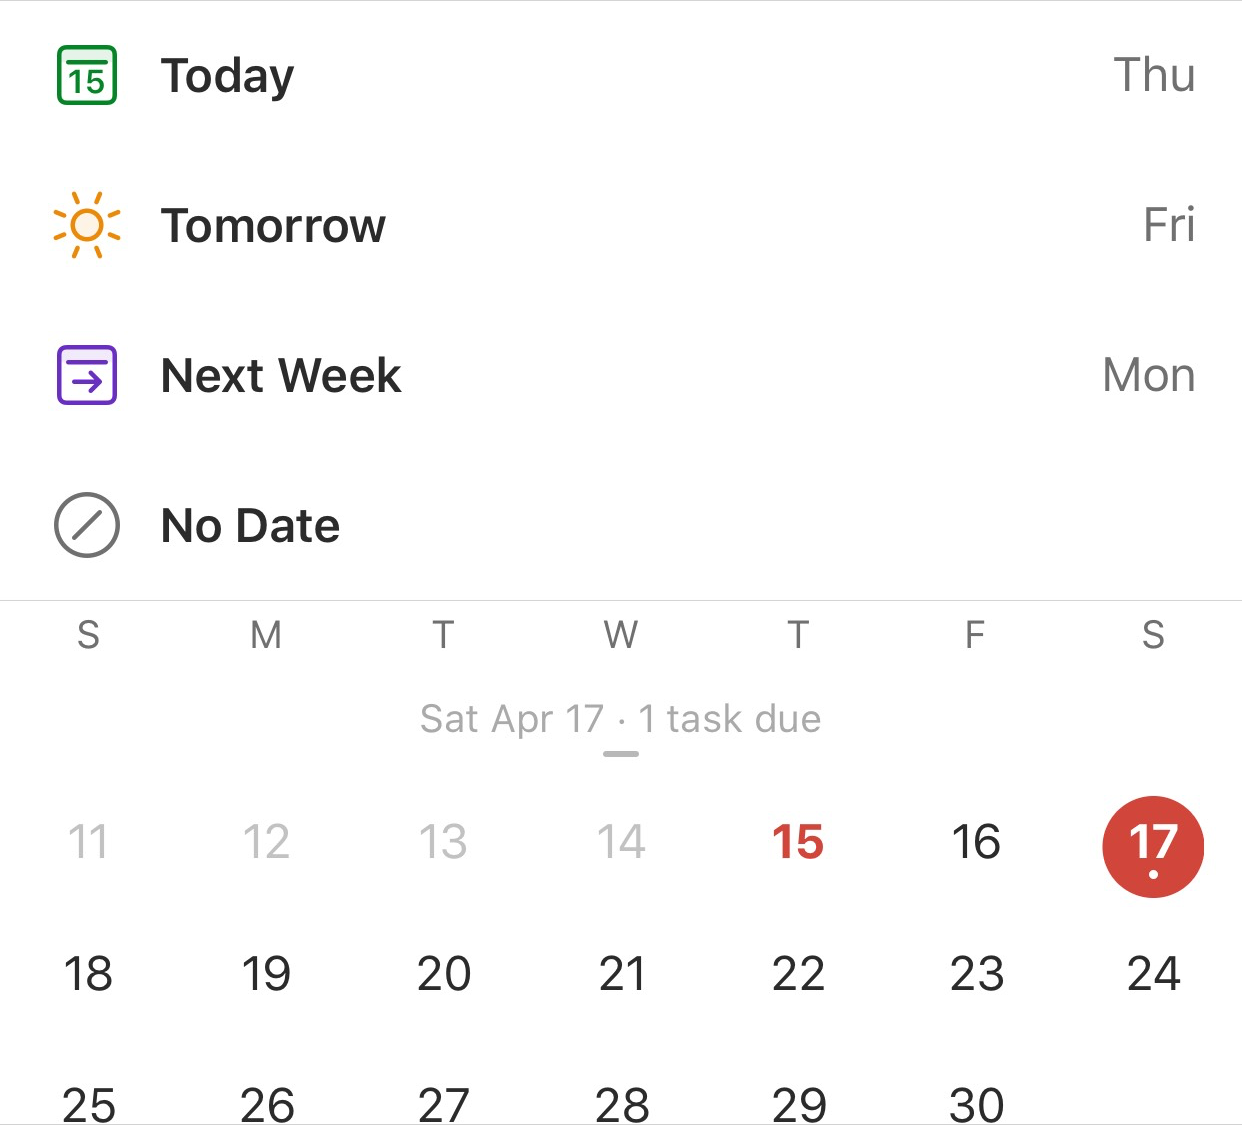 15 Today Thu
Tomorrow Fri
Next Week Mon
No Date
S M T W T F S
Sat Apr 17 · 1 task due
11 12 13 14 15 16 17
18 19 20 21 22 23 24
25 26 27 28 29 30